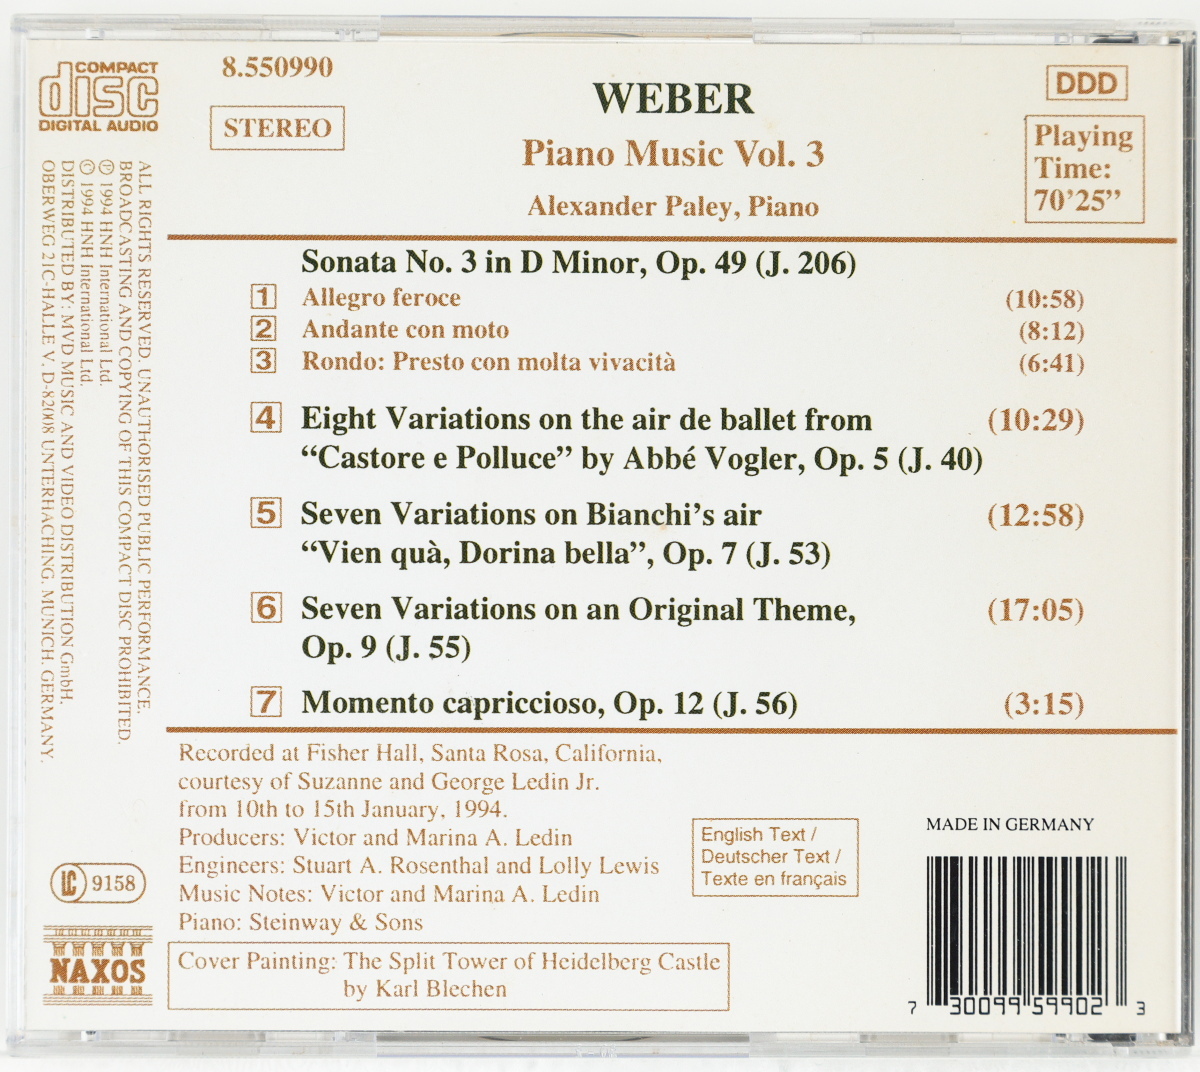 COMPACT
disc
DIGITAL AUDIO
8.550990
STEREO
WEBER
Piano Music Vol. 3
Alexander Paley, Piano
DDD
Playing
Time:
70'25”
Sonata No. 3 in D Minor, Op. 49 (J. 206)
1 Allegro feroce (10:58)
2 Andante con moto (8:12)
3 Rondo: Presto con molta vivacità (6:41)
4 Eight Variations on the air de ballet from (10:29)
“Castore e Polluce” by Abbé Vogler, Op. 5 (J. 40)
5 Seven Variations on Bianchi's air (12:58)
“Vien quà, Dorina bella”, Op. 7 (J. 53)
6 Seven Variations on an Original Theme, (17:05)
Op. 9 (J. 55)
7 Momento capriccioso, Op. 12 (J. 56) (3:15)
Recorded at Fisher Hall, Santa Rosa, California,
courtesy of Suzanne and George Ledin Jr.
from 10th to 15th January, 1994.
Producers: Victor and Marina A. Ledin
Engineers: Stuart A. Rosenthal and Lolly Lewis
Music Notes: Victor and Marina A. Ledin
Piano: Steinway & Sons
Cover Painting: The Split Tower of Heidelberg Castle
by Karl Blechen
English Text /
Deutscher Text /
Texte en français
MADE IN GERMANY
7 30099 59902 3
ALL RIGHTS RESERVED. UNAUTHORISED PUBLIC PERFORMANCE,
BROADCASTING AND COPYING OF THIS COMPACT DISC PROHIBITED.
℗ 1994 HNH International Ltd.
© 1994 HNH International Ltd.
DISTRIBUTED BY: MVD MUSIC AND VIDEO DISTRIBUTION GmbH,
OBERWEG 21C-HALLE V. D-82008 UNTERHACHING, MUNICH, GERMANY.
LC 9158
NAXOS